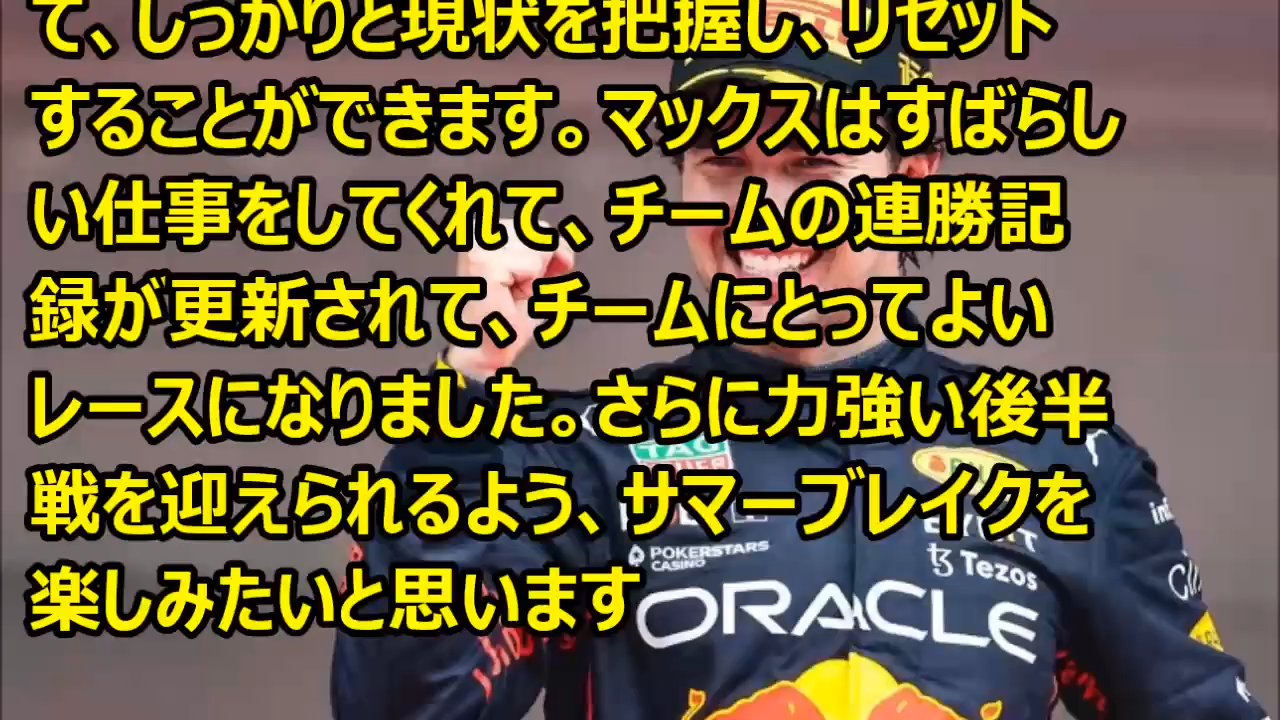 て、しっかりと現状を把握し、リセット
することができます。マックスはすばらし
い仕事をしてくれて、チームの連勝記
録が更新されて、チームにとってよい
レースになりました。さらに力強い後半
戦を迎えられるよう、サマーブレイクを
楽しみたいと思います
TAG
POKERSTARS
CASINO
Tezos
ORACLE